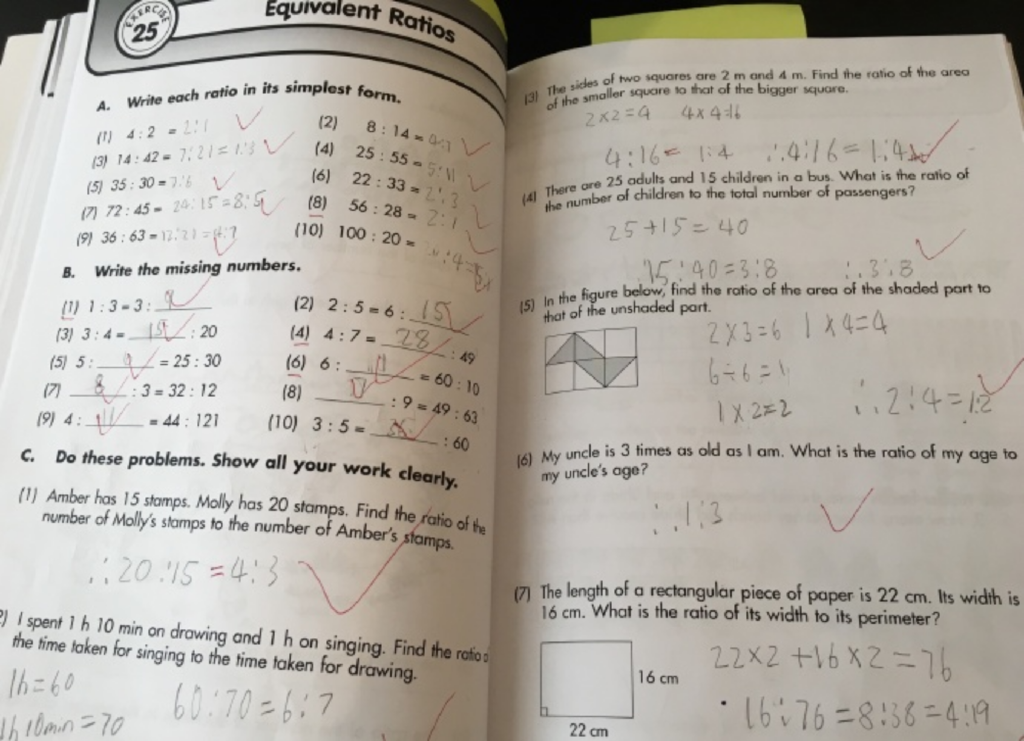 EXERCISE 25
Equivalent Ratios
A. Write each ratio in its simplest form.
(1) 4 : 2 = 2:1
(2) 8 : 14 = 4:7
(3) 14 : 42 = 7:21 = 1:3
(4) 25 : 55 = 5:11
(5) 35 : 30 = 7:6
(6) 22 : 33 = 2:3
(7) 72 : 45 = 24:15 = 8:5
(8) 56 : 28 = 2:1
(9) 36 : 63 = 12:21 = 4:7
(10) 100 : 20 =
B. Write the missing numbers.
(1) 1 : 3 = 3 : 9
(2) 2 : 5 = 6 : 15
(3) 3 : 4 = 15 : 20
(4) 4 : 7 = 28 : 49
(5) 5 : = 25 : 30
(6) 6 : = 60 : 10
(7) 8 : 3 = 32 : 12
(8) : 9 = 49 : 63
(9) 4 : 11 = 44 : 121
(10) 3 : 5 = : 60
C. Do these problems. Show all your work clearly.
(1) Amber has 15 stamps. Molly has 20 stamps. Find the ratio of the
number of Molly's stamps to the number of Amber's stamps.
∴20:15 = 4:3
I spent 1 h 10 min on drawing and 1 h on singing. Find the ratio
the time taken for singing to the time taken for drawing.
1h=60
60:70 = 6:7
1h 10min = 70
(3) The sides of two squares are 2 m and 4 m. Find the ratio of the area
of the smaller square to that of the bigger square.
2×2=4 4×4=16
4:16 = 1:4 ∴4:16 = 1:4
(4) There are 25 adults and 15 children in a bus. What is the ratio of
the number of children to the total number of passengers?
25+15=40
15:40=3:8 ∴3:8
(5) In the figure below, find the ratio of the area of the shaded part to
that of the unshaded part.
2×3=6 1×4=4
6÷6=1
1×2=2 ∴2:4=1:2
(6) My uncle is 3 times as old as I am. What is the ratio of my age to
my uncle's age?
∴1:3
(7) The length of a rectangular piece of paper is 22 cm. Its width is
16 cm. What is the ratio of its width to its perimeter?
22×2+16×2=76
16 cm
16:76=8:38=4:19
22 cm